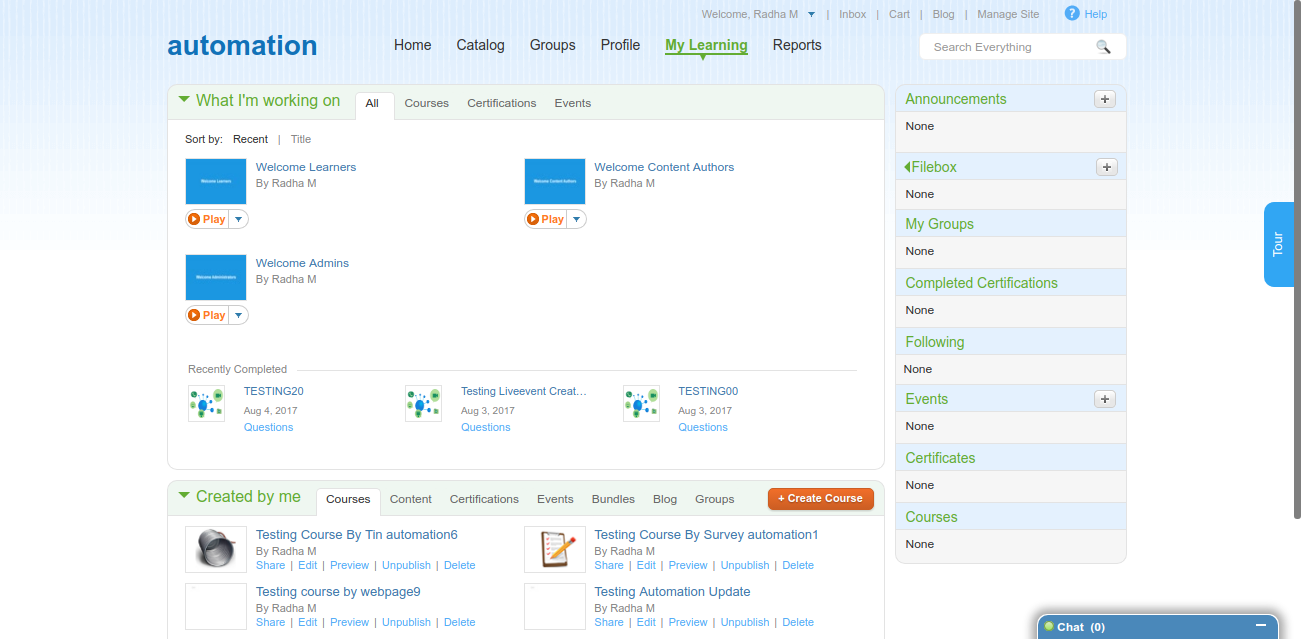 Welcome, Radha M | Inbox | Cart | Blog | Manage Site ? Help
automation
Home Catalog Groups Profile My Learning Reports
Search Everything
What I'm working on All Courses Certifications Events
Sort by: Recent | Title
Welcome Learners
Welcome Learners
By Radha M
Play
Welcome Content Authors
Welcome Content Authors
By Radha M
Play
Welcome Administrators
Welcome Admins
By Radha M
Play
Recently Completed
TESTING20
Aug 4, 2017
Questions
Testing Liveevent Creat...
Aug 3, 2017
Questions
TESTING00
Aug 3, 2017
Questions
Created by me Courses Content Certifications Events Bundles Blog Groups + Create Course
Testing Course By Tin automation6
By Radha M
Share | Edit | Preview | Unpublish | Delete
Testing Course By Survey automation1
By Radha M
Share | Edit | Preview | Unpublish | Delete
Testing course by webpage9
By Radha M
Share | Edit | Preview | Unpublish | Delete
Testing Automation Update
By Radha M
Share | Edit | Preview | Unpublish | Delete
Announcements +
None
Filebox +
None
My Groups
None
Completed Certifications
None
Following
None
Events +
None
Certificates
None
Courses
None
Tour
Chat (0)